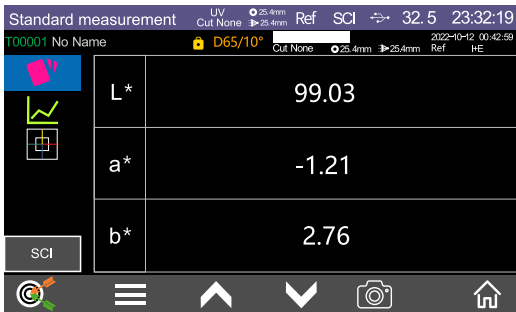 Standard measurement UV Cut None 25.4mm 25.4mm Ref SCI 32.5 23:32:19
T00001 No Name D65/10° Cut None 25.4mm 25.4mm Ref 2022-10-12 00:42:59
L* 99.03
a* -1.21
b* 2.76
SCI